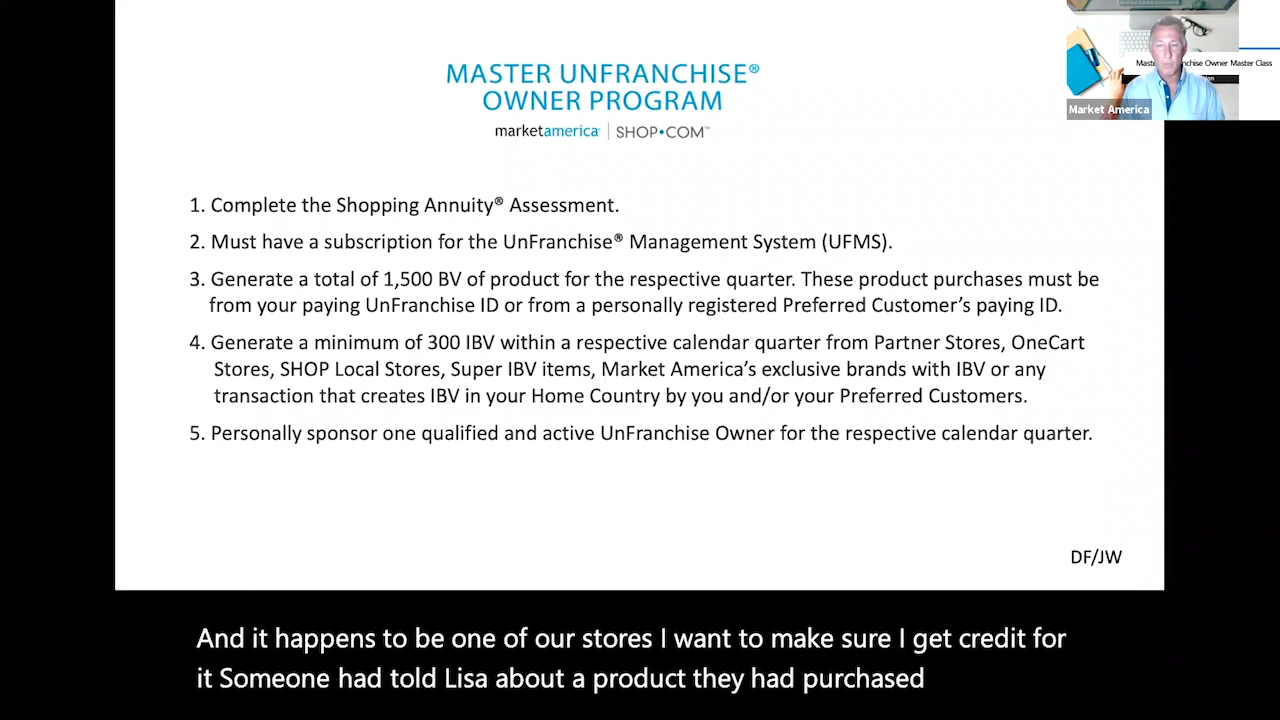 MASTER UNFRANCHISE®
OWNER PROGRAM
marketamerica® | SHOP•COM™
Master
nchise Owner Master Class
Market America
1. Complete the Shopping Annuity® Assessment.
2. Must have a subscription for the UnFranchise® Management System (UFMS).
3. Generate a total of 1,500 BV of product for the respective quarter. These product purchases must be
from your paying UnFranchise ID or from a personally registered Preferred Customer’s paying ID.
4. Generate a minimum of 300 IBV within a respective calendar quarter from Partner Stores, OneCart
Stores, SHOP Local Stores, Super IBV items, Market America’s exclusive brands with IBV or any
transaction that creates IBV in your Home Country by you and/or your Preferred Customers.
5. Personally sponsor one qualified and active UnFranchise Owner for the respective calendar quarter.
DF/JW
And it happens to be one of our stores I want to make sure I get credit for
it Someone had told Lisa about a product they had purchased